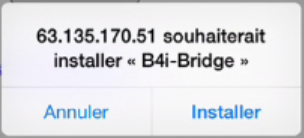 63.135.170.51 souhaiterait
installer « B4i-Bridge »
Annuler
Installer